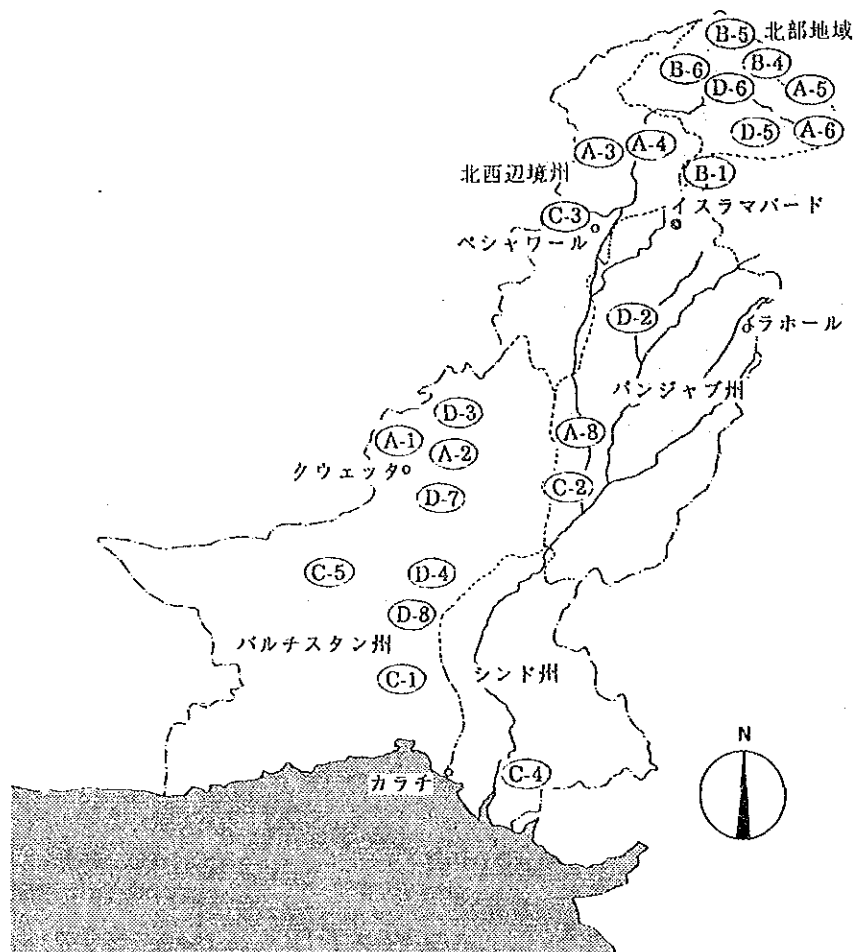 B-5 北部地域
B-6 B-4
D-6 A-5
A-3 A-4 D-5 A-6
北西辺境州 B-1
C-3 イスラマバード
ペシャワール
D-2 ラホール
パンジャブ州
D-3
A-1 A-2 A-8
クウェッタ
D-7 C-2
C-5 D-4
D-8
バルチスタン州
C-1 シンド州
N
カラチ C-4